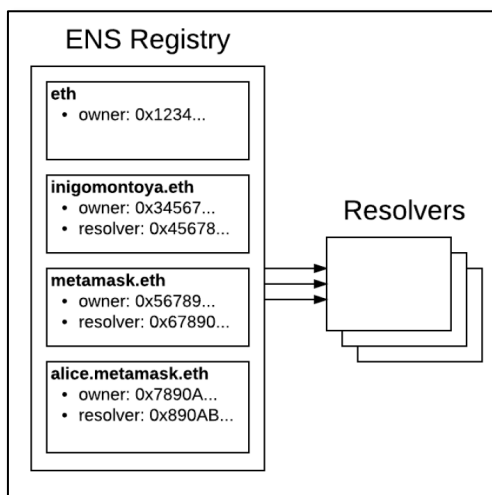 ENS Registry
eth
• owner: 0x1234...
inigomontoya.eth
• owner: 0x34567...
• resolver: 0x45678...
metamask.eth
• owner: 0x56789...
• resolver: 0x67890...
alice.metamask.eth
• owner: 0x7890A...
• resolver: 0x890AB...
Resolvers